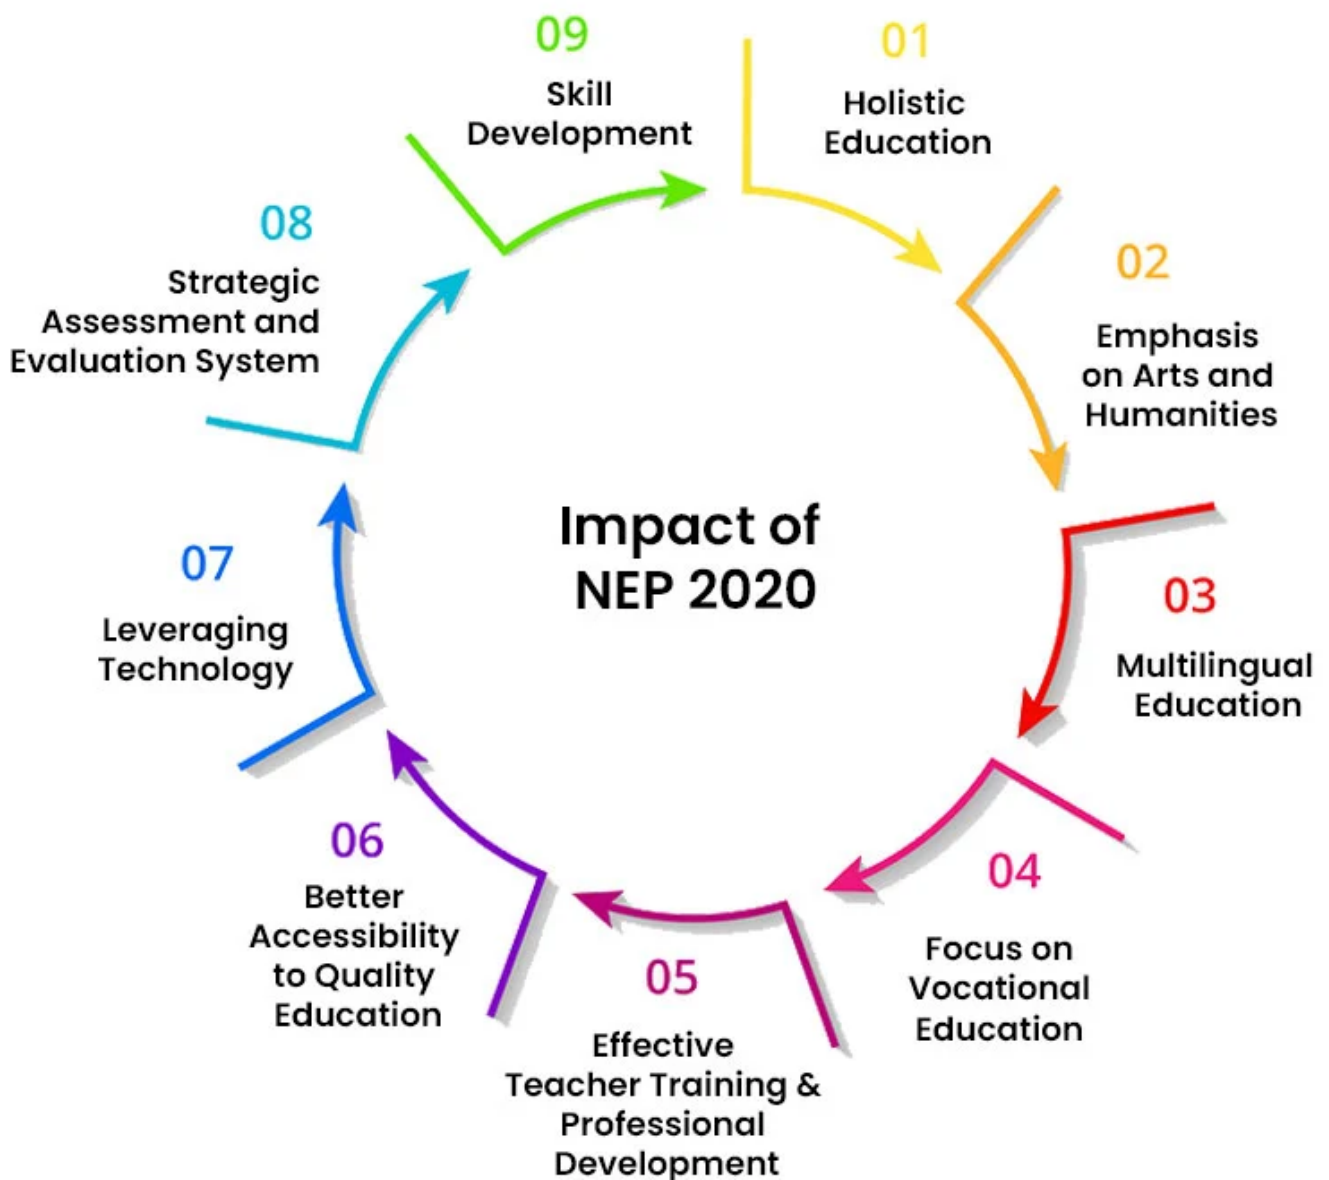 Impact of
NEP 2020
01
Holistic
Education
02
Emphasis
on Arts and
Humanities
03
Multilingual
Education
04
Focus on
Vocational
Education
05
Effective
Teacher Training &
Professional
Development
06
Better
Accessibility
to Quality
Education
07
Leveraging
Technology
08
Strategic
Assessment and
Evaluation System
09
Skill
Development